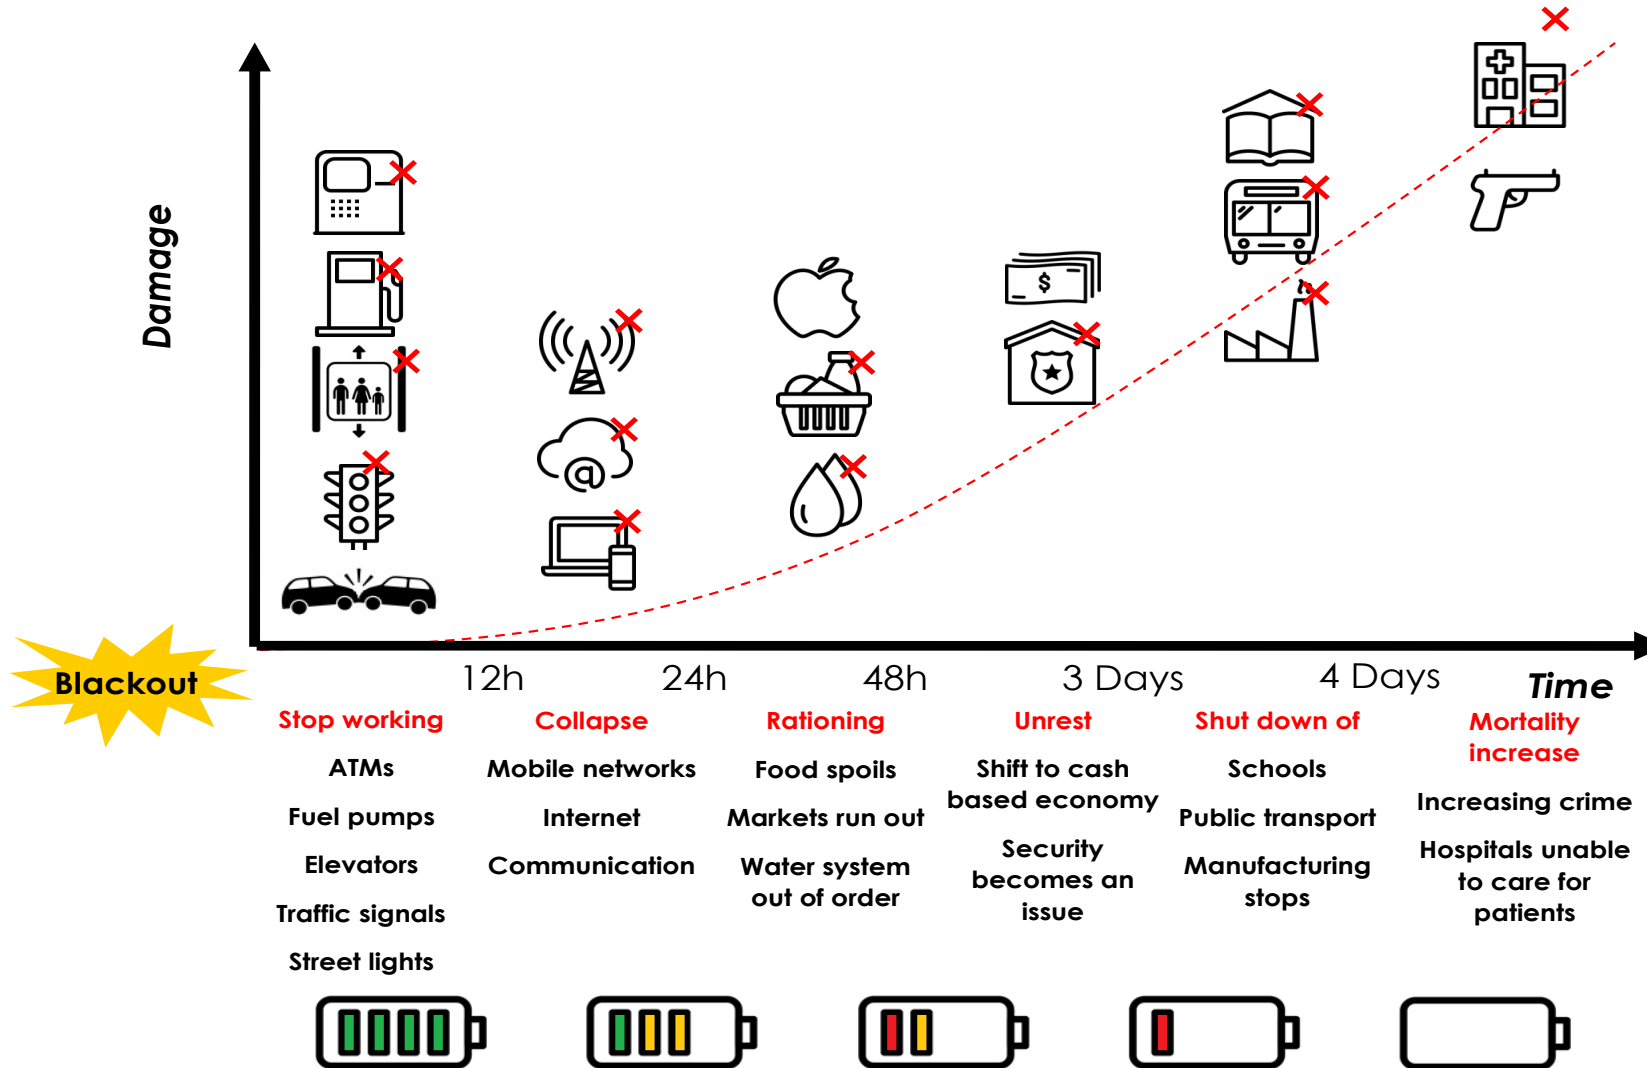 Damage
Blackout
12h
24h
48h
3 Days
4 Days
Time
Stop working
ATMs
Fuel pumps
Elevators
Traffic signals
Street lights
Collapse
Mobile networks
Internet
Communication
Rationing
Food spoils
Markets run out
Water system
out of order
Unrest
Shift to cash
based economy
Security
becomes an
issue
Shut down of
Schools
Public transport
Manufacturing
stops
Mortality
increase
Increasing crime
Hospitals unable
to care for
patients
$
@